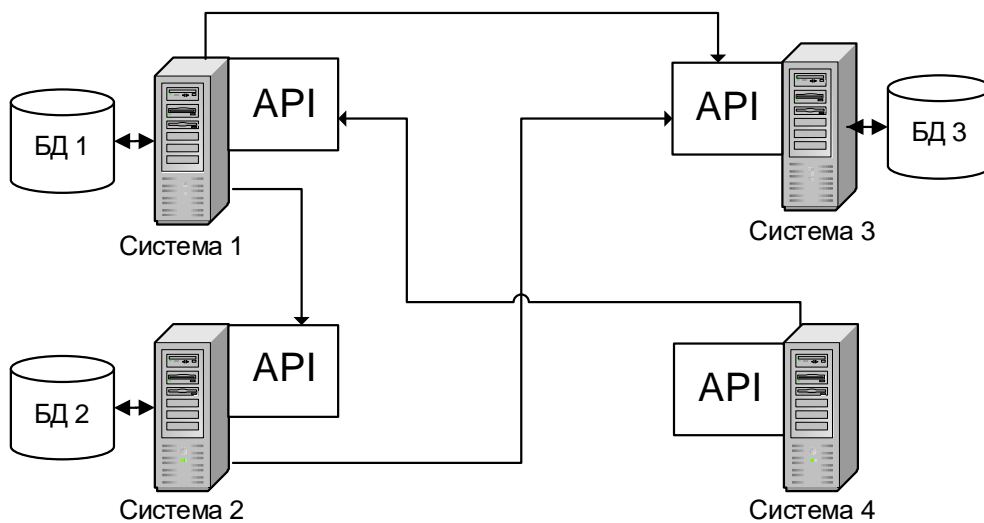 API
API
БД 1
БД 3
Система 1
Система 3
API
API
БД 2
Система 2
Система 4